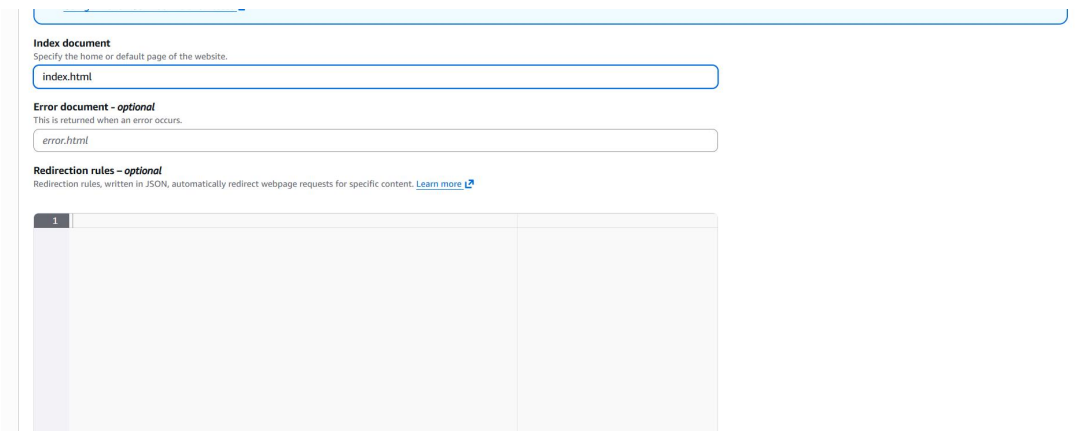 Index document
Specify the home or default page of the website.
index.html
Error document - optional
This is returned when an error occurs.
error.html
Redirection rules – optional
Redirection rules, written in JSON, automatically redirect webpage requests for specific content. Learn more
1